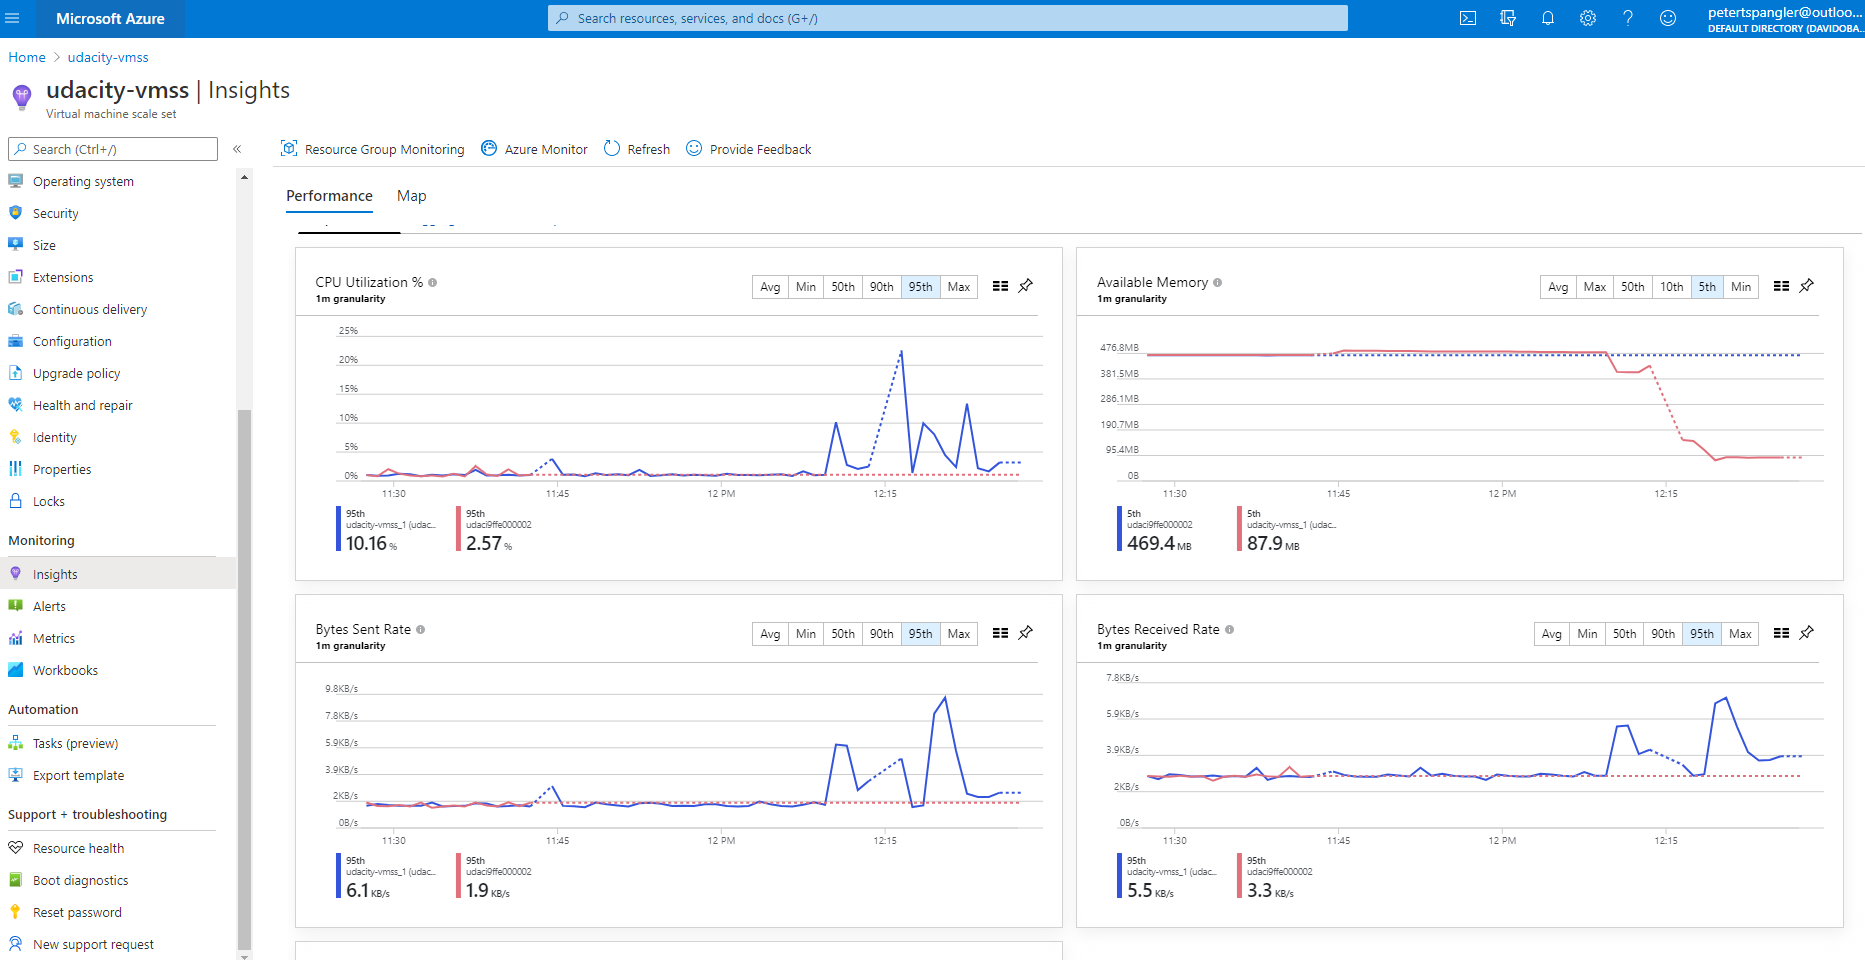 Microsoft Azure
Search resources, services, and docs (G+/)
petertspangler@outloo...
DEFAULT DIRECTORY (DAVIDOBA...
Home > udacity-vmss
udacity-vmss | Insights
Virtual machine scale set
Search (Ctrl+/)
«
Operating system
Security
Size
Extensions
Continuous delivery
Configuration
Upgrade policy
Health and repair
Identity
Properties
Locks
Monitoring
Insights
Alerts
Metrics
Workbooks
Automation
Tasks (preview)
Export template
Support + troubleshooting
Resource health
Boot diagnostics
Reset password
New support request
Resource Group Monitoring
Azure Monitor
Refresh
Provide Feedback
Performance
Map
CPU Utilization %
1m granularity
Avg Min 50th 90th 95th Max
25%
20%
15%
10%
5%
0%
11:30 11:45 12 PM 12:15
95th
udacity-vmss_1 (udac...
10.16 %
95th
udaci9ffe000002
2.57 %
Available Memory
1m granularity
Avg Max 50th 10th 5th Min
476.8MB
381.5MB
286.1MB
190.7MB
95.4MB
0B
11:30 11:45 12 PM 12:15
5th
udaci9ffe000002
469.4 MB
5th
udacity-vmss_1 (udac...
87.9 MB
Bytes Sent Rate
1m granularity
Avg Min 50th 90th 95th Max
9.8KB/s
7.8KB/s
5.9KB/s
3.9KB/s
2KB/s
0B/s
11:30 11:45 12 PM 12:15
95th
udacity-vmss_1 (udac...
6.1 KB/s
95th
udaci9ffe000002
1.9 KB/s
Bytes Received Rate
1m granularity
Avg Min 50th 90th 95th Max
7.8KB/s
5.9KB/s
3.9KB/s
2KB/s
0B/s
11:30 11:45 12 PM 12:15
95th
udacity-vmss_1 (udac...
5.5 KB/s
95th
udaci9ffe000002
3.3 KB/s